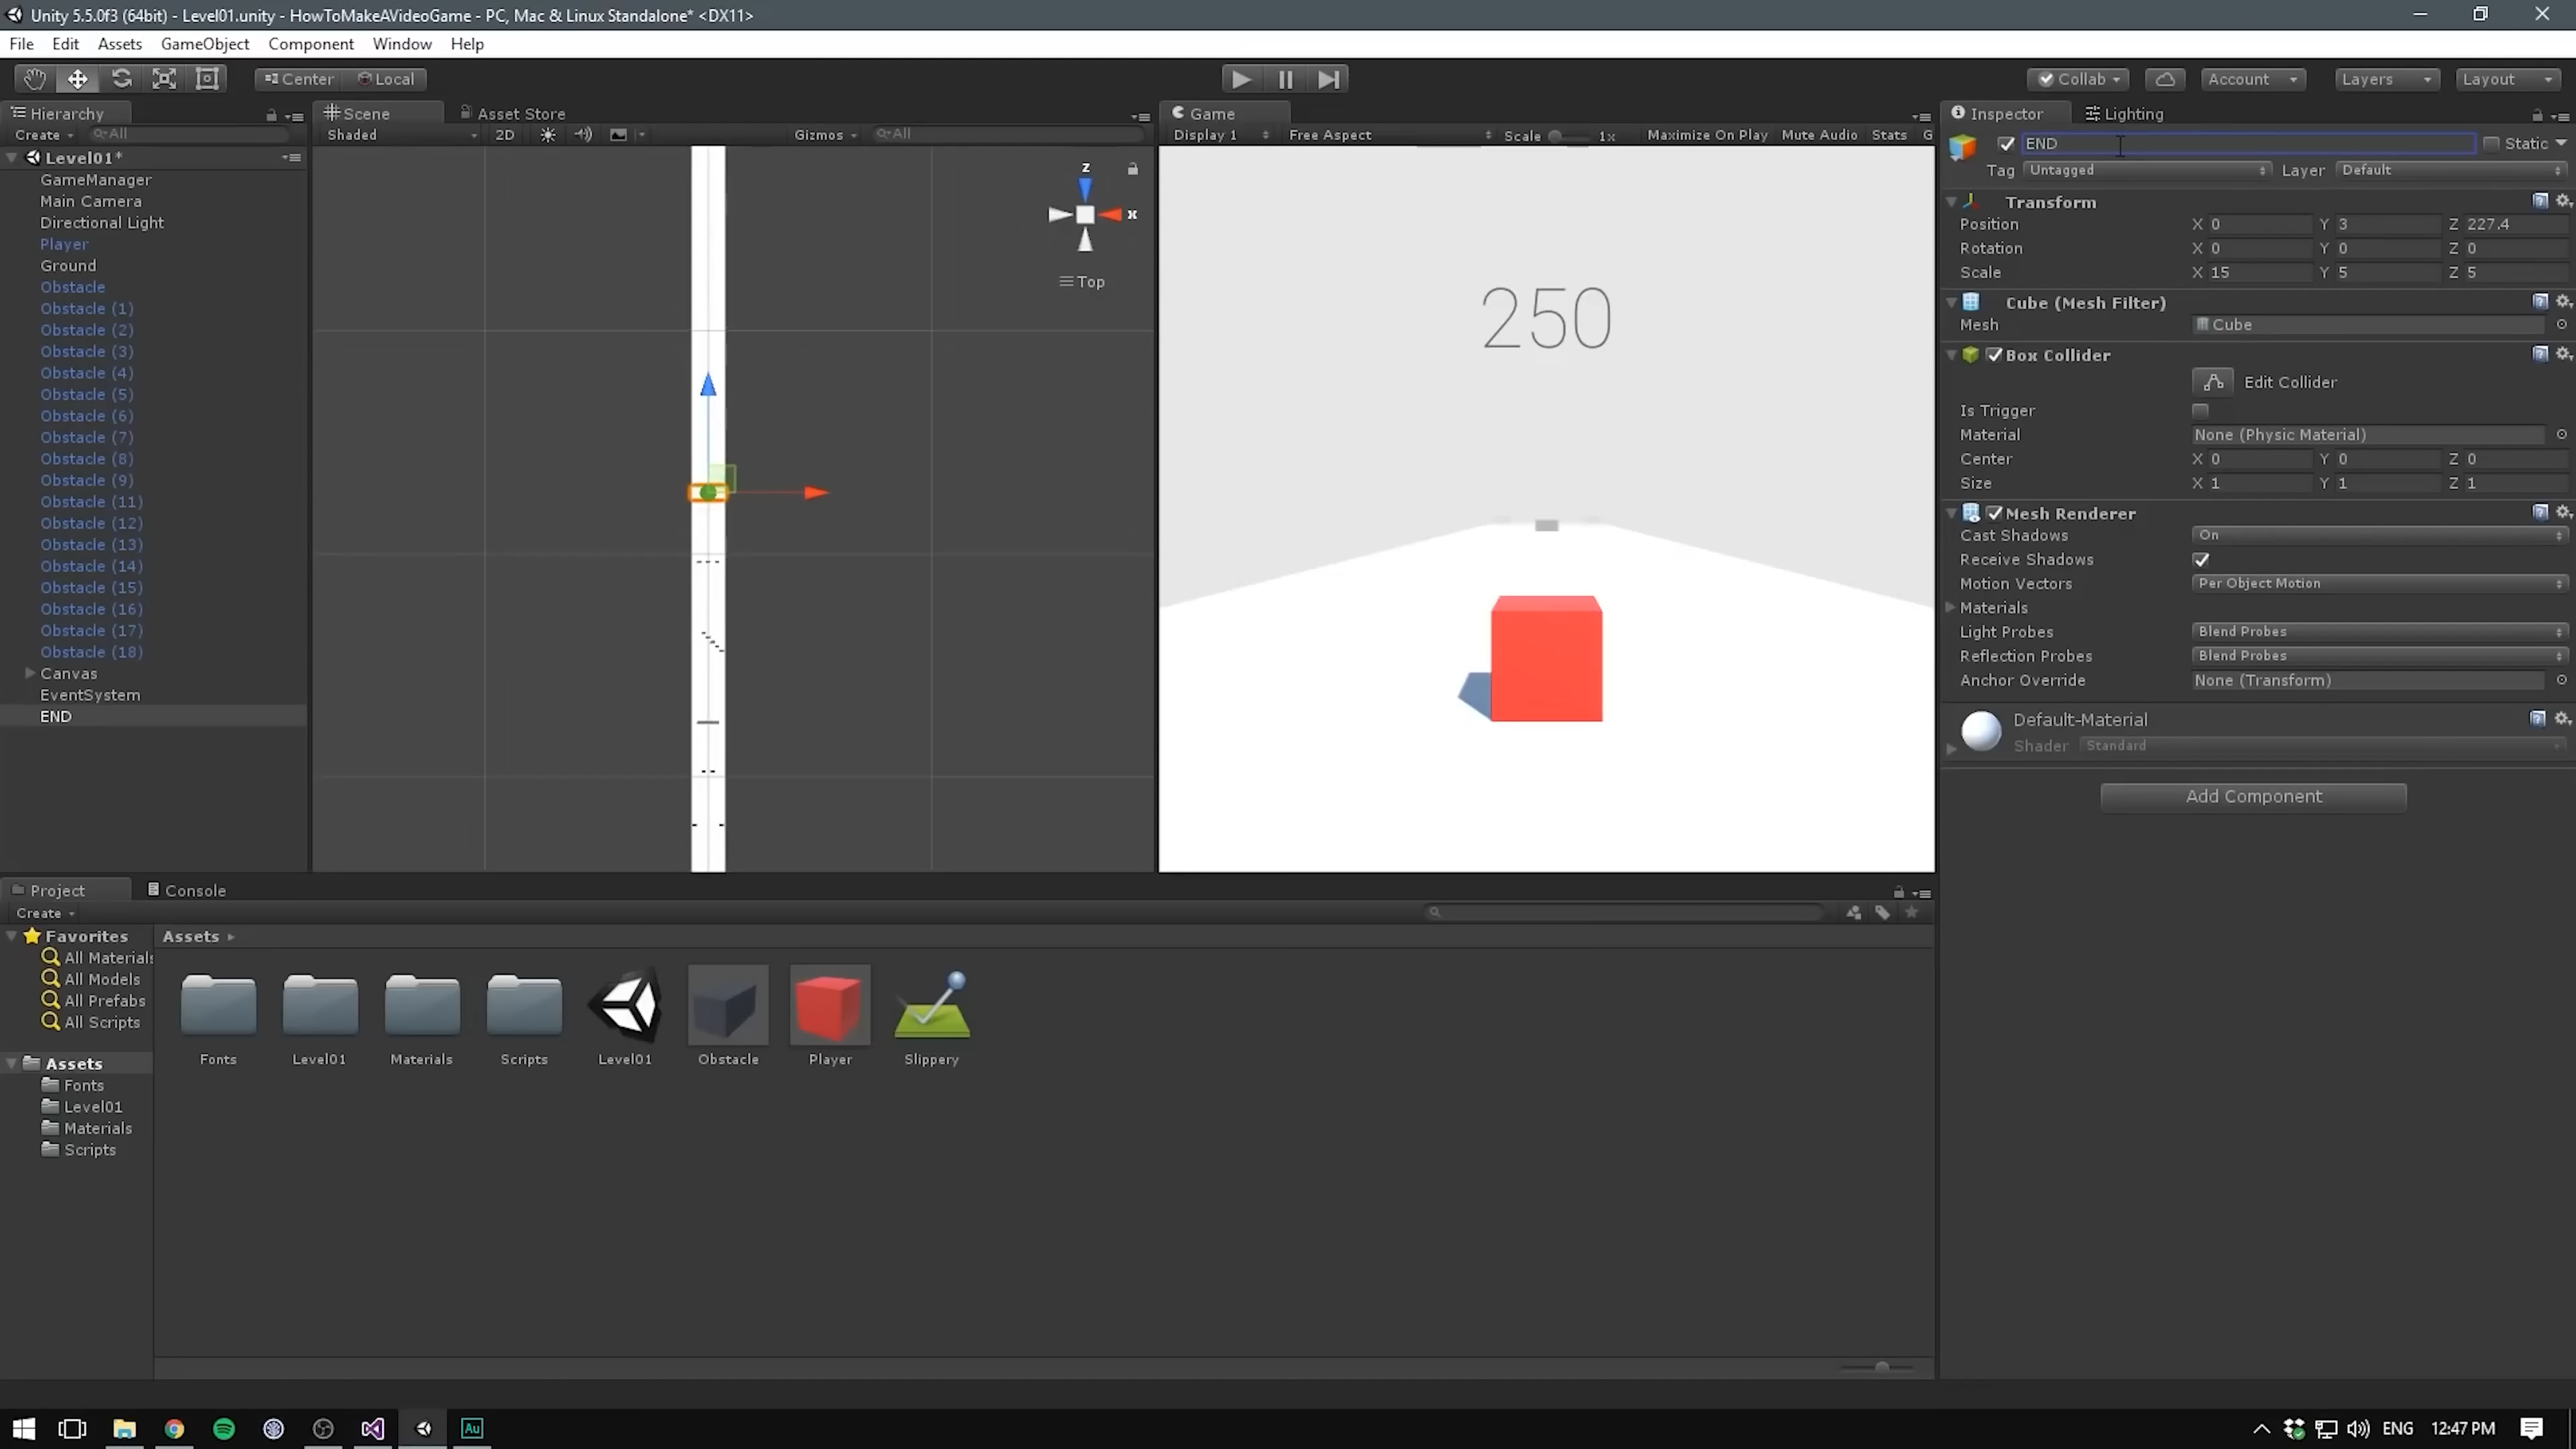 Unity 5.5.0f3 (64bit) - Level01.unity - HowToMakeAVideoGame - PC, Mac & Linux Standalone* <DX11>
File Edit Assets GameObject Component Window Help
Center Local Collab Account Layers Layout
Hierarchy
Create All
Level01*
GameManager
Main Camera
Directional Light
Player
Ground
Obstacle
Obstacle (1)
Obstacle (2)
Obstacle (3)
Obstacle (4)
Obstacle (5)
Obstacle (6)
Obstacle (7)
Obstacle (8)
Obstacle (9)
Obstacle (11)
Obstacle (12)
Obstacle (13)
Obstacle (14)
Obstacle (15)
Obstacle (16)
Obstacle (17)
Obstacle (18)
Canvas
EventSystem
END
Scene Asset Store
Shaded 2D Gizmos All
z
x
Top
Game
Display 1 Free Aspect Scale 1x Maximize On Play Mute Audio Stats G
250
Inspector Lighting
END Static
Tag Untagged Layer Default
Transform
Position X 0 Y 3 Z 227.4
Rotation X 0 Y 0 Z 0
Scale X 15 Y 5 Z 5
Cube (Mesh Filter)
Mesh Cube
Box Collider
Edit Collider
Is Trigger
Material None (Physic Material)
Center X 0 Y 0 Z 0
Size X 1 Y 1 Z 1
Mesh Renderer
Cast Shadows On
Receive Shadows
Motion Vectors Per Object Motion
Materials
Light Probes Blend Probes
Reflection Probes Blend Probes
Anchor Override None (Transform)
Default-Material
Shader Standard
Add Component
Project Console
Create
Favorites
All Materials
All Models
All Prefabs
All Scripts
Assets
Fonts
Level01
Materials
Scripts
Assets
Fonts Level01 Materials Scripts Level01 Obstacle Player Slippery
Au
ENG 12:47 PM